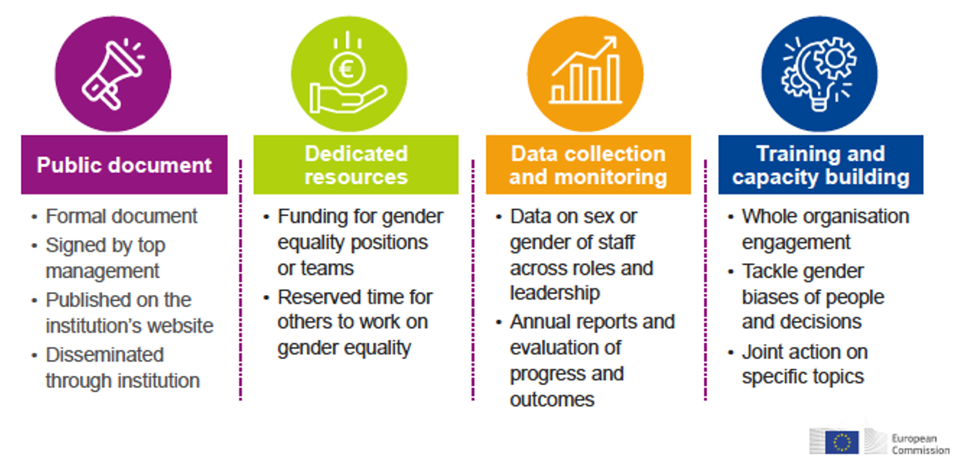 Public document
• Formal document
• Signed by top
management
• Published on the
institution’s website
• Disseminated
through institution
€
Dedicated
resources
• Funding for gender
equality positions
or teams
• Reserved time for
others to work on
gender equality
Data collection
and monitoring
• Data on sex or
gender of staff
across roles and
leadership
• Annual reports and
evaluation of
progress and
outcomes
Training and
capacity building
• Whole organisation
engagement
• Tackle gender
biases of people
and decisions
• Joint action on
specific topics
European
Commission